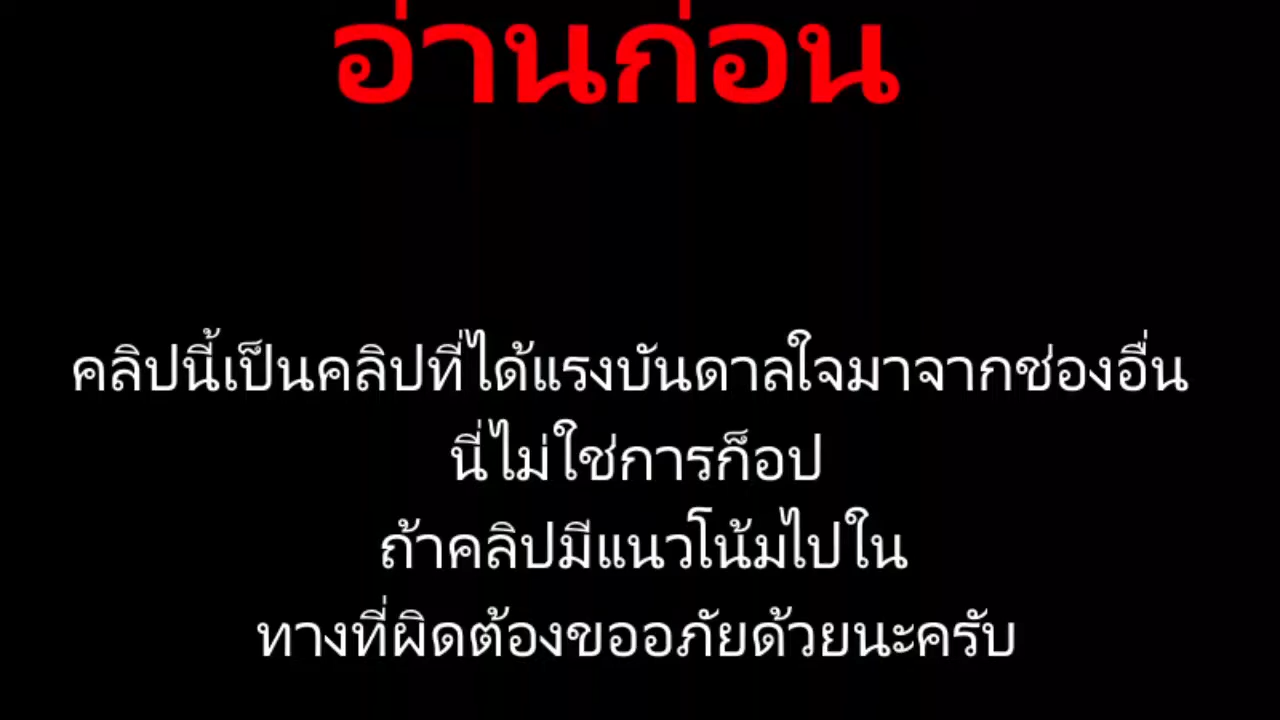 อ่านก่อน
คลิปนี้เป็นคลิปที่ได้แรงบันดาลใจมาจากช่องอื่น
นี่ไม่ใช่การก็อป
ถ้าคลิปมีแนวโน้มไปใน
ทางที่ผิดต้องขออภัยด้วยนะครับ